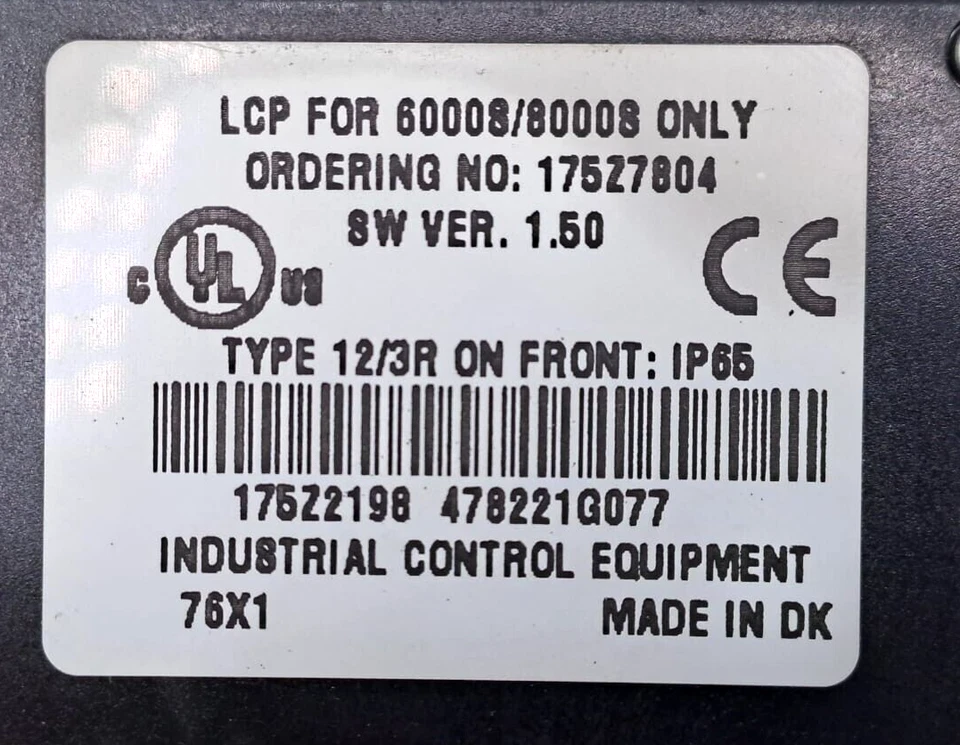 LCP FOR 6000S/8000S ONLY
ORDERING NO: 175Z7804
SW VER. 1.50
C UL US
CE
TYPE 12/3R ON FRONT: IP65
175Z2198 478221G077
INDUSTRIAL CONTROL EQUIPMENT
76X1 MADE IN DK